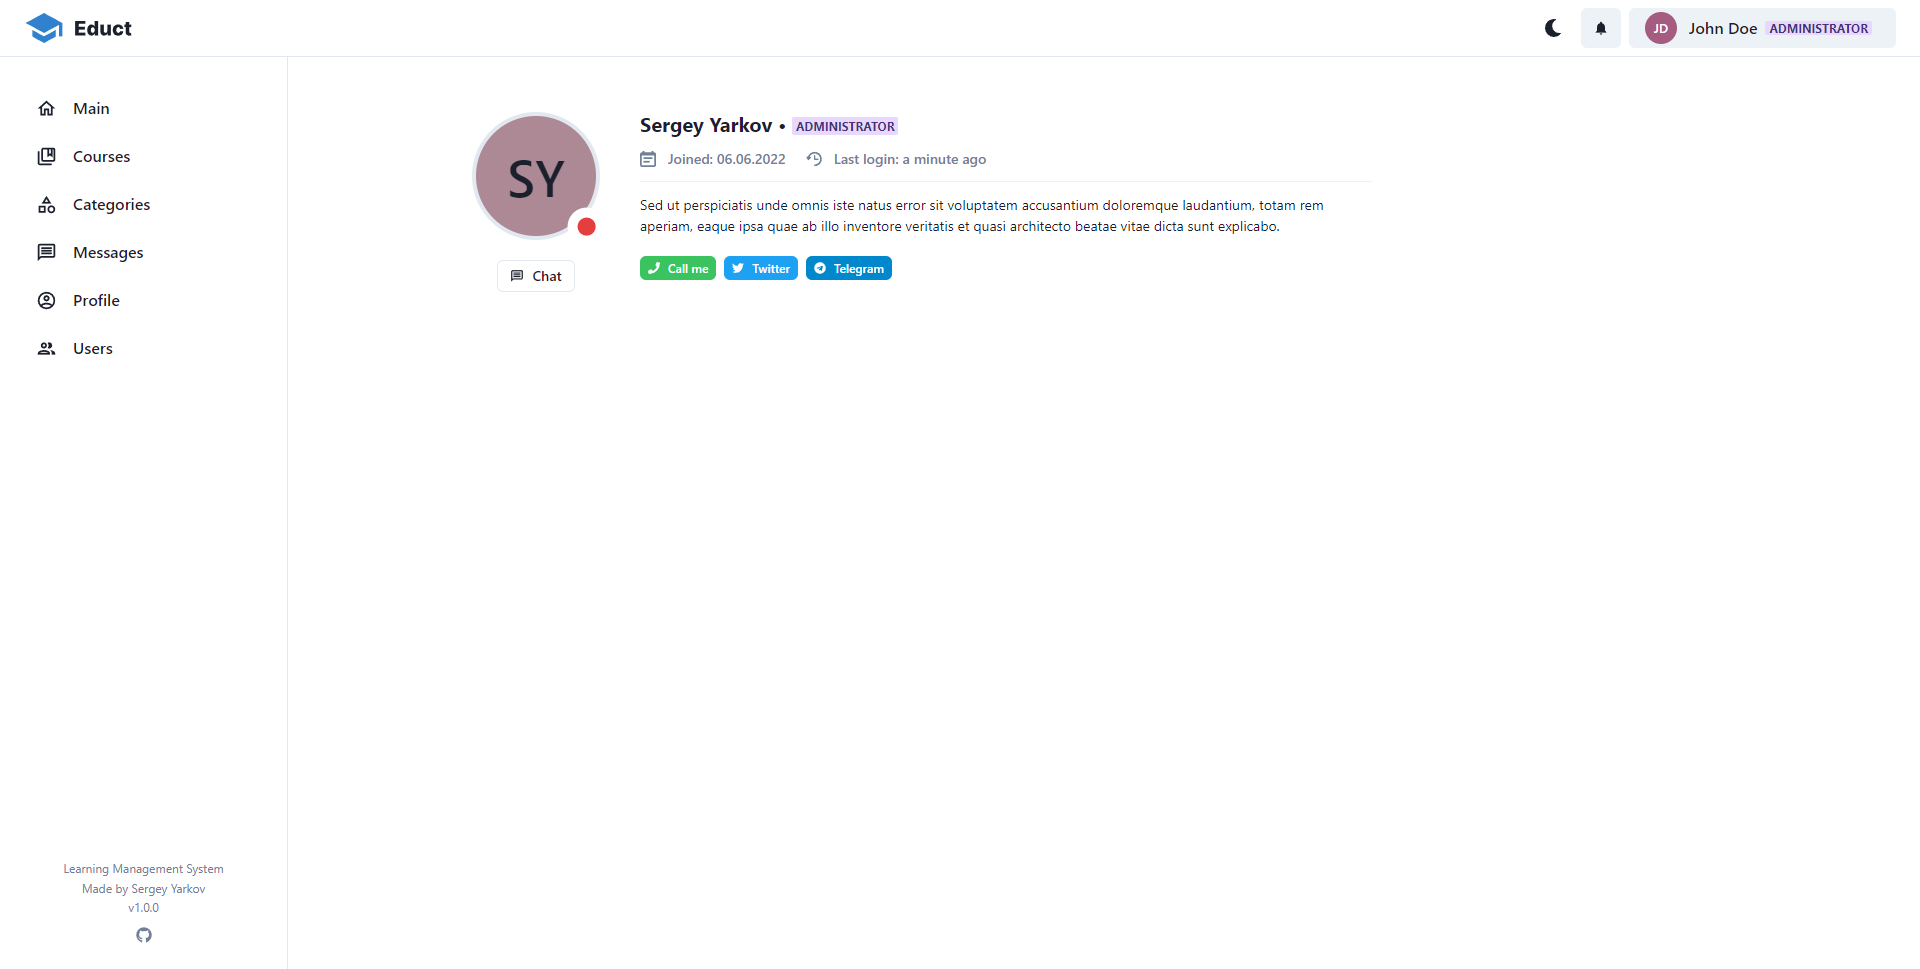 Educt
JD John Doe ADMINISTRATOR
Main
Courses
Categories
Messages
Profile
Users
Learning Management System
Made by Sergey Yarkov
v1.0.0
SY
Chat
Sergey Yarkov • ADMINISTRATOR
Joined: 06.06.2022 Last login: a minute ago
Sed ut perspiciatis unde omnis iste natus error sit voluptatem accusantium doloremque laudantium, totam rem
aperiam, eaque ipsa quae ab illo inventore veritatis et quasi architecto beatae vitae dicta sunt explicabo.
Call me Twitter Telegram